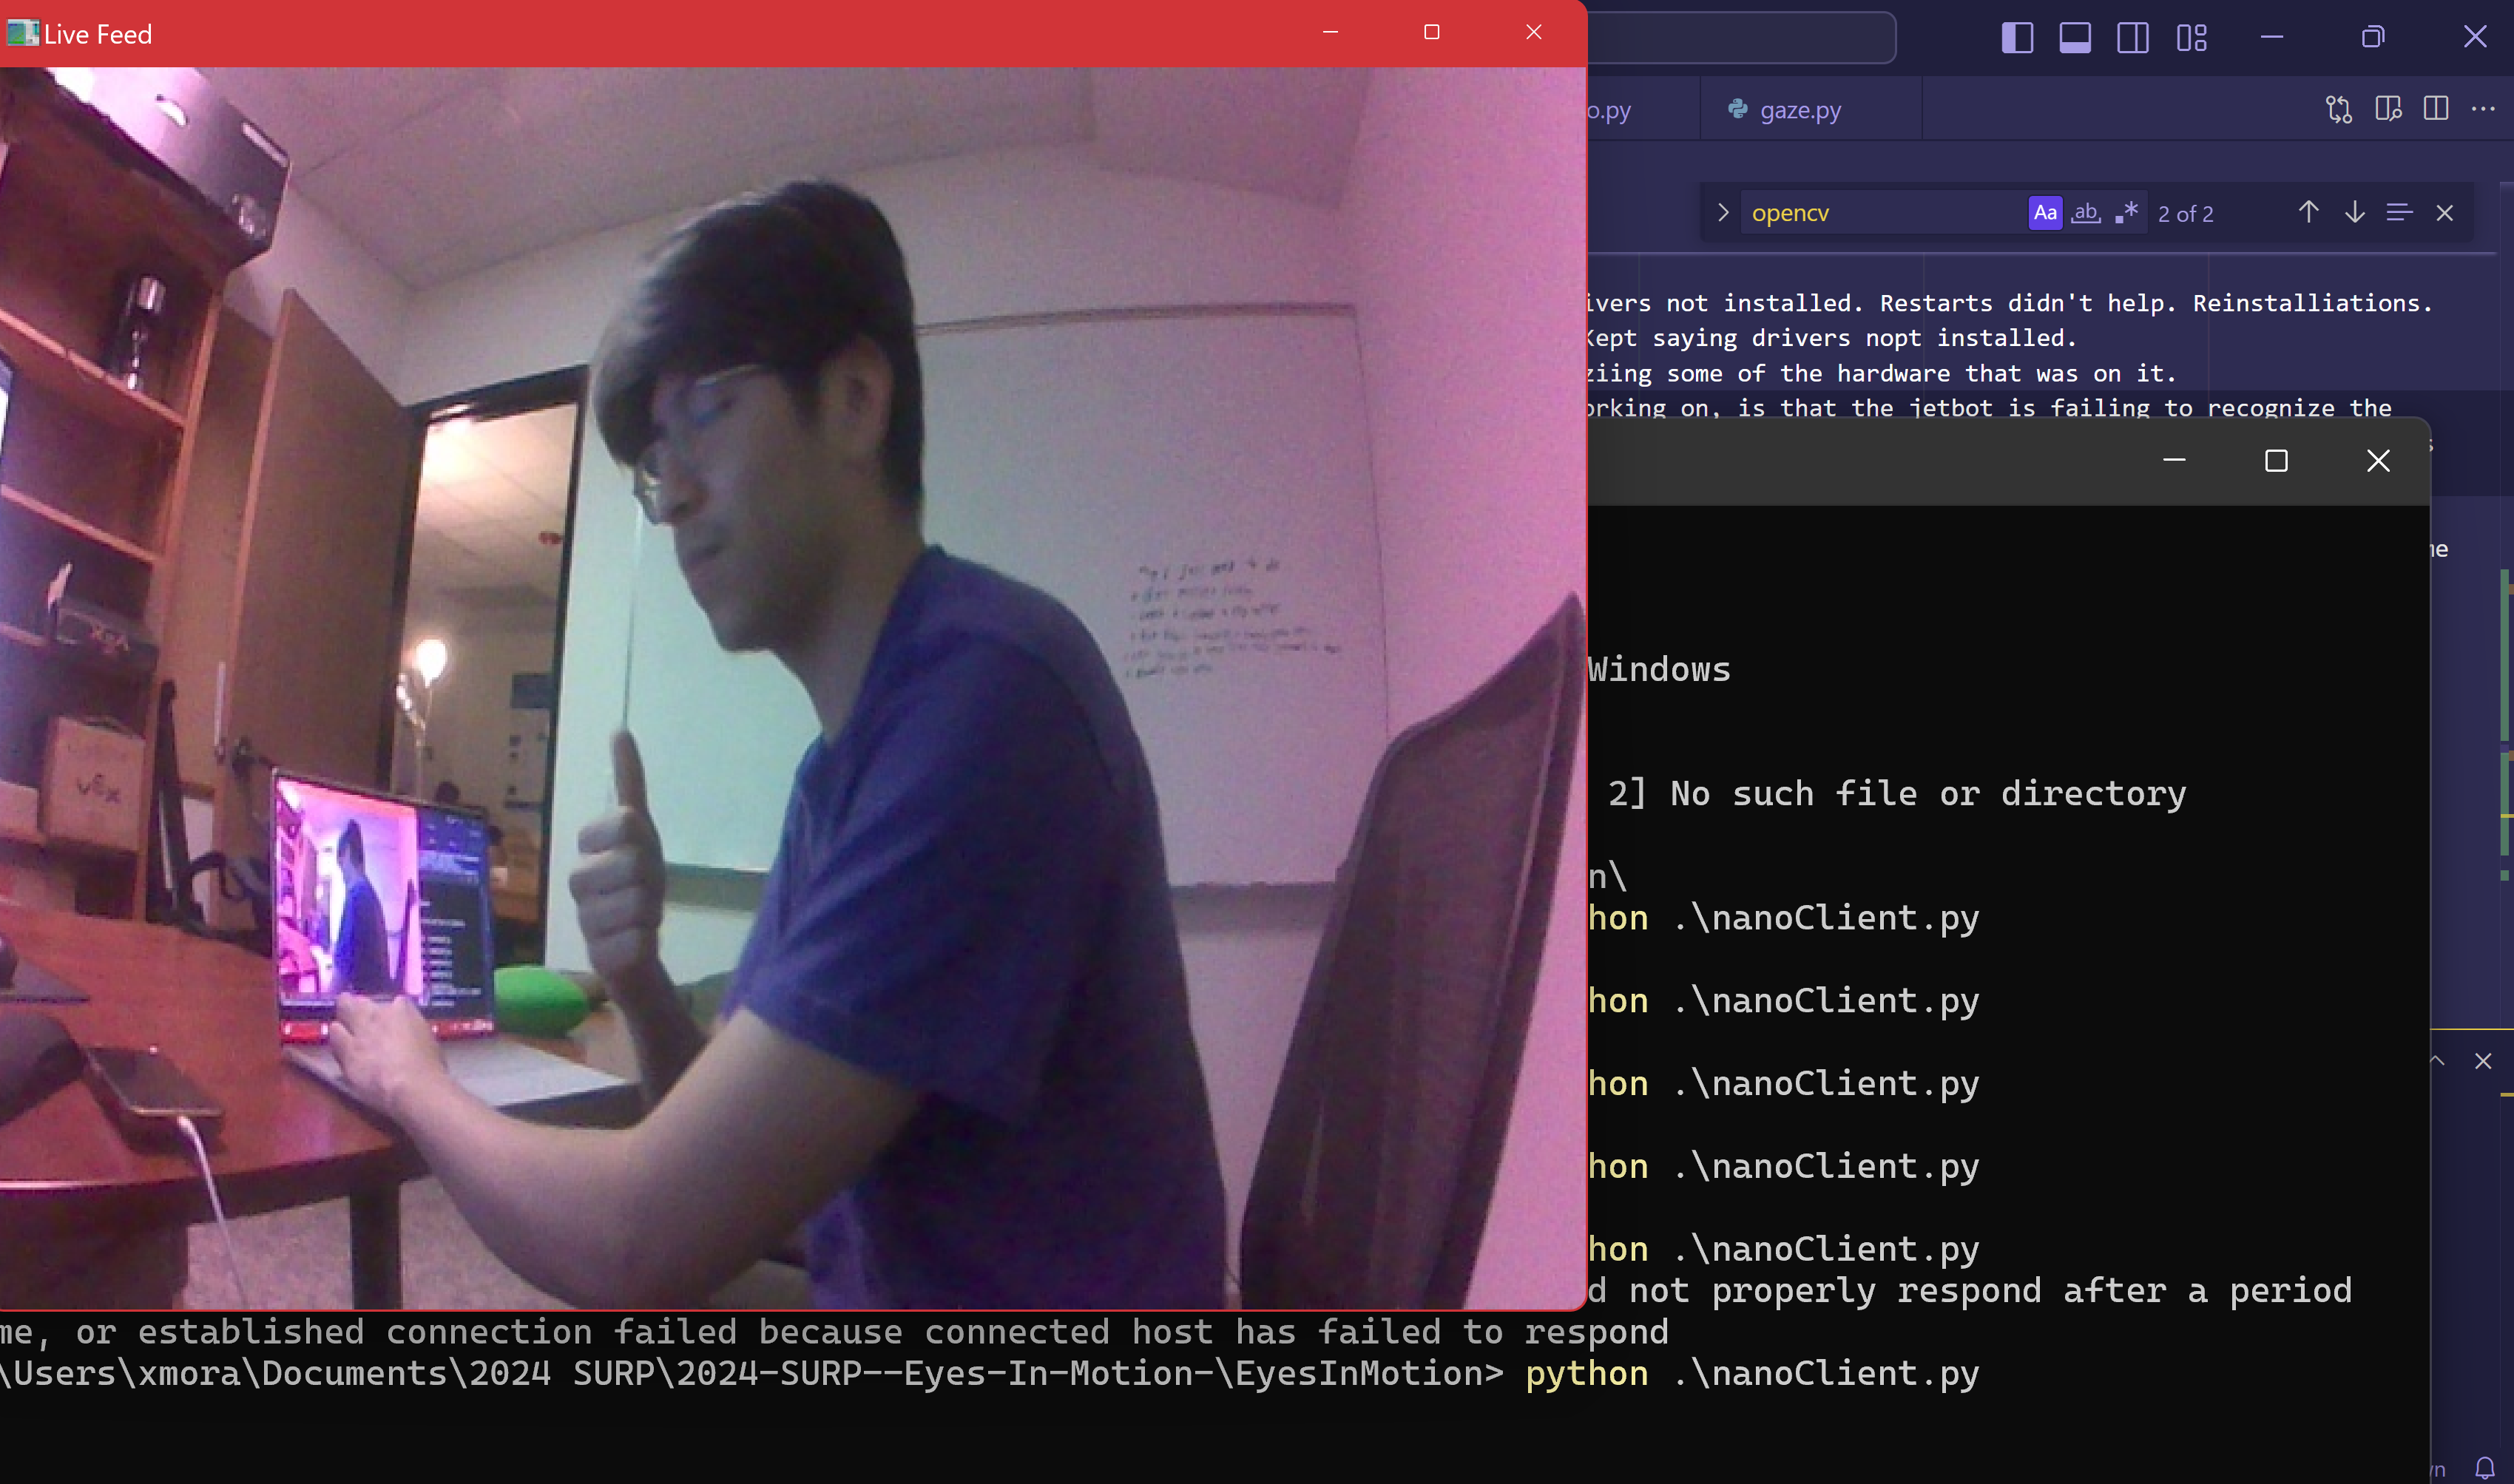 Live Feed
o.py
gaze.py
opencv
Aa
ab
.*
2 of 2
ivers not installed. Restarts didn't help. Reinstalliations.
Kept saying drivers nopt installed.
ziing some of the hardware that was on it.
orking on, is that the jetbot is failing to recognize the
s
me
Windows
2] No such file or directory
n\
hon .\nanoClient.py
hon .\nanoClient.py
hon .\nanoClient.py
hon .\nanoClient.py
hon .\nanoClient.py
d not properly respond after a period
me, or established connection failed because connected host has failed to respond
\Users\xmora\Documents\2024 SURP\2024-SURP--Eyes-In-Motion-\EyesInMotion> python .\nanoClient.py
wn
vex